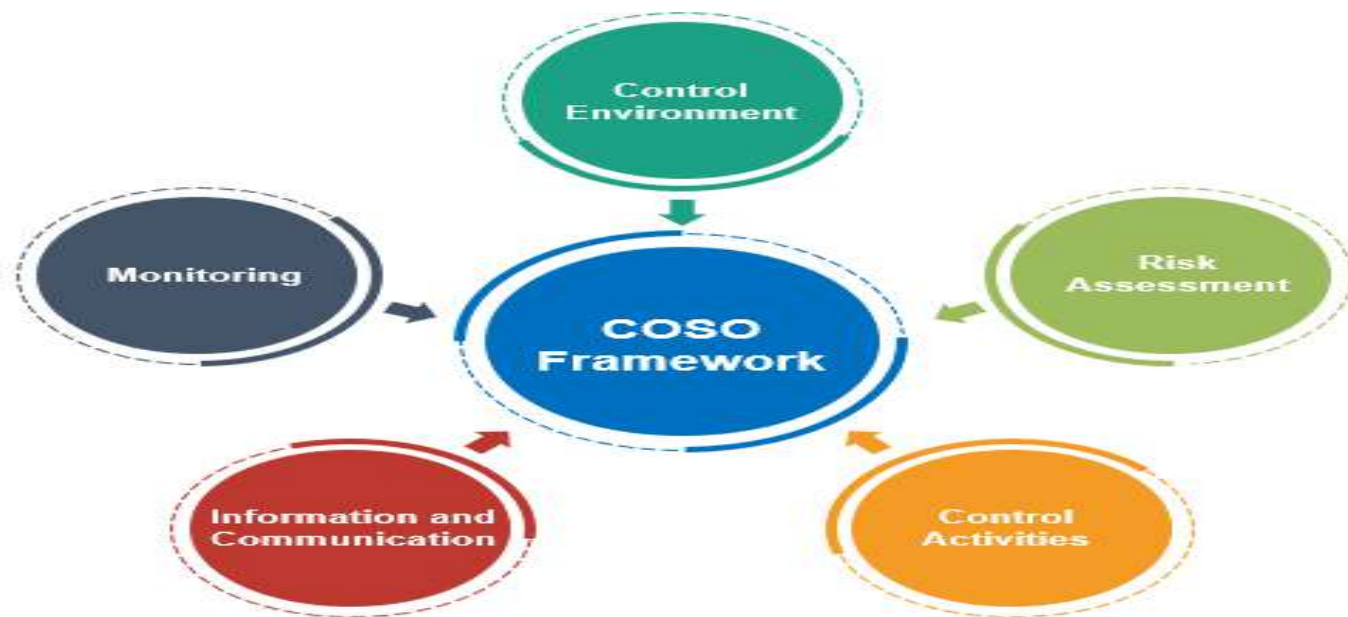 Control
Environment
Monitoring
Risk
Assessment
COSO
Framework
Information and
Communication
Control
Activities